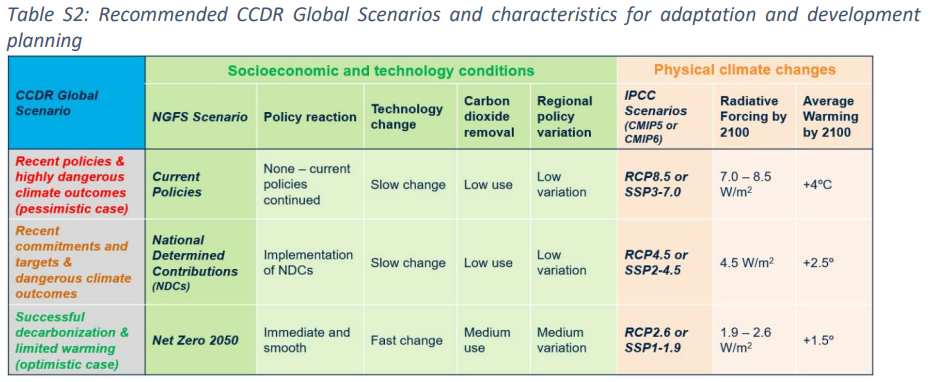 Table S2: Recommended CCDR Global Scenarios and characteristics for adaptation and development
planning
CCDR Global
Scenario
Socioeconomic and technology conditions
Physical climate changes
NGFS Scenario
Policy reaction
Technology
change
Carbon
dioxide
removal
Regional
policy
variation
IPCC
Scenarios
(CMIP5 or
CMIP6)
Radiative
Forcing by
2100
Average
Warming
by 2100
Recent policies &
highly dangerous
climate outcomes
(pessimistic case)
Current
Policies
None – current
policies
continued
Slow change
Low use
Low
variation
RCP8.5 or
SSP3-7.0
7.0 – 8.5
W/m²
+4ºC
Recent
commitments and
targets &
dangerous climate
outcomes
National
Determined
Contributions
(NDCs)
Implementation
of NDCs
Slow change
Low use
Low
variation
RCP4.5 or
SSP2-4.5
4.5 W/m²
+2.5º
Successful
decarbonization &
limited warming
(optimistic case)
Net Zero 2050
Immediate and
smooth
Fast change
Medium
use
Medium
variation
RCP2.6 or
SSP1-1.9
1.9 – 2.6
W/m²
+1.5º